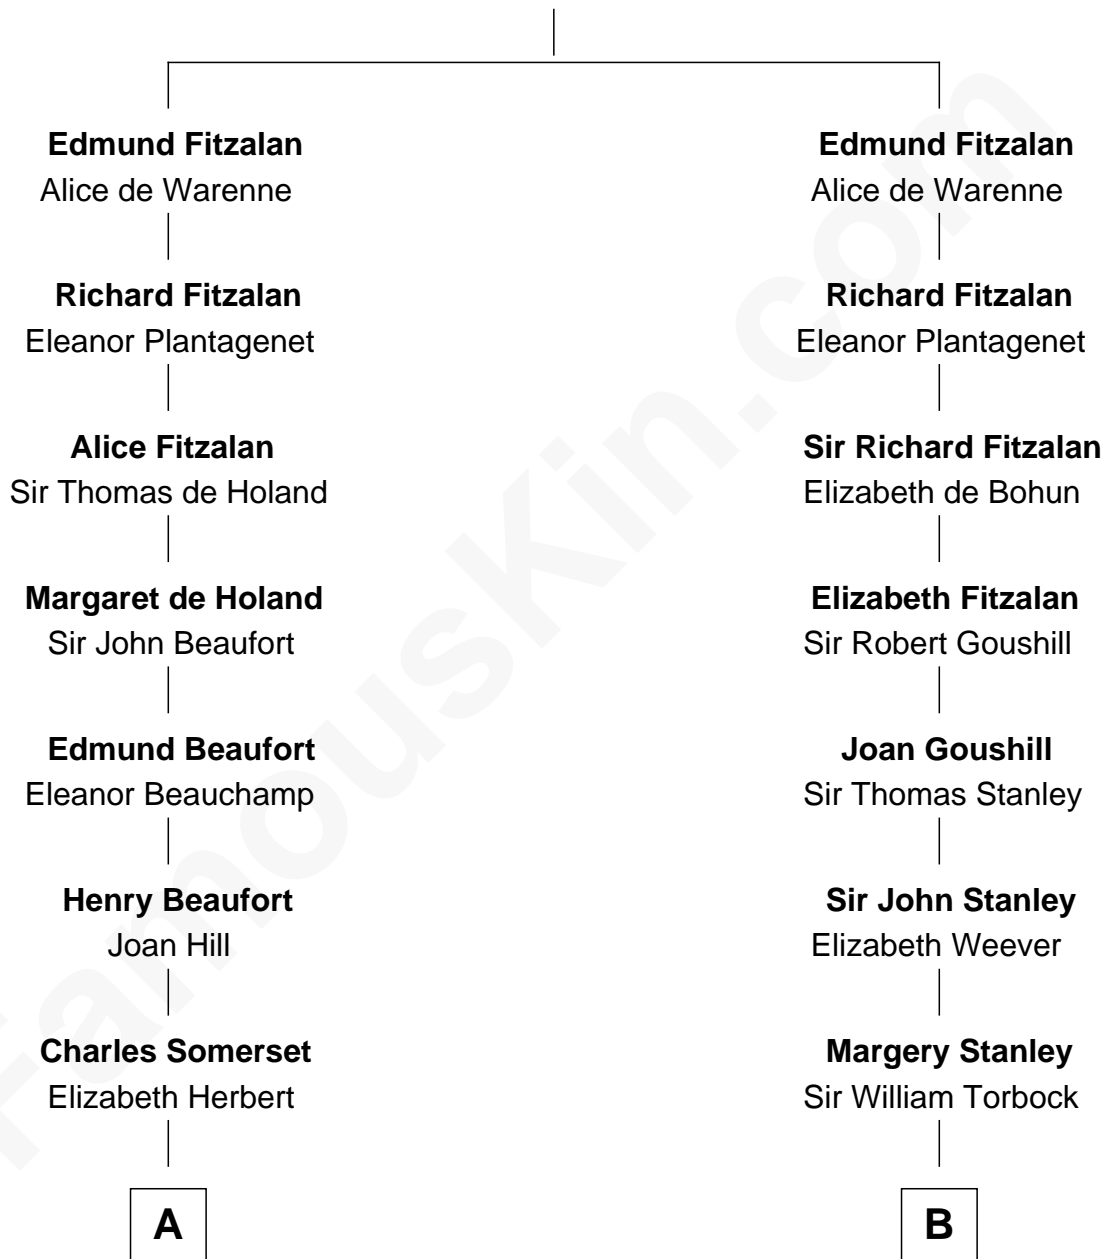 Edmund Fitzalan
Alice de Warenne
Richard Fitzalan
Eleanor Plantagenet
Alice Fitzalan
Sir Thomas de Holand
Margaret de Holand
Sir John Beaufort
Edmund Beaufort
Eleanor Beauchamp
Henry Beaufort
Joan Hill
Charles Somerset
Elizabeth Herbert
A
Edmund Fitzalan
Alice de Warenne
Richard Fitzalan
Eleanor Plantagenet
Sir Richard Fitzalan
Elizabeth de Bohun
Elizabeth Fitzalan
Sir Robert Goushill
Joan Goushill
Sir Thomas Stanley
Sir John Stanley
Elizabeth Weever
Margery Stanley
Sir William Torbock
B
FamousKin.com